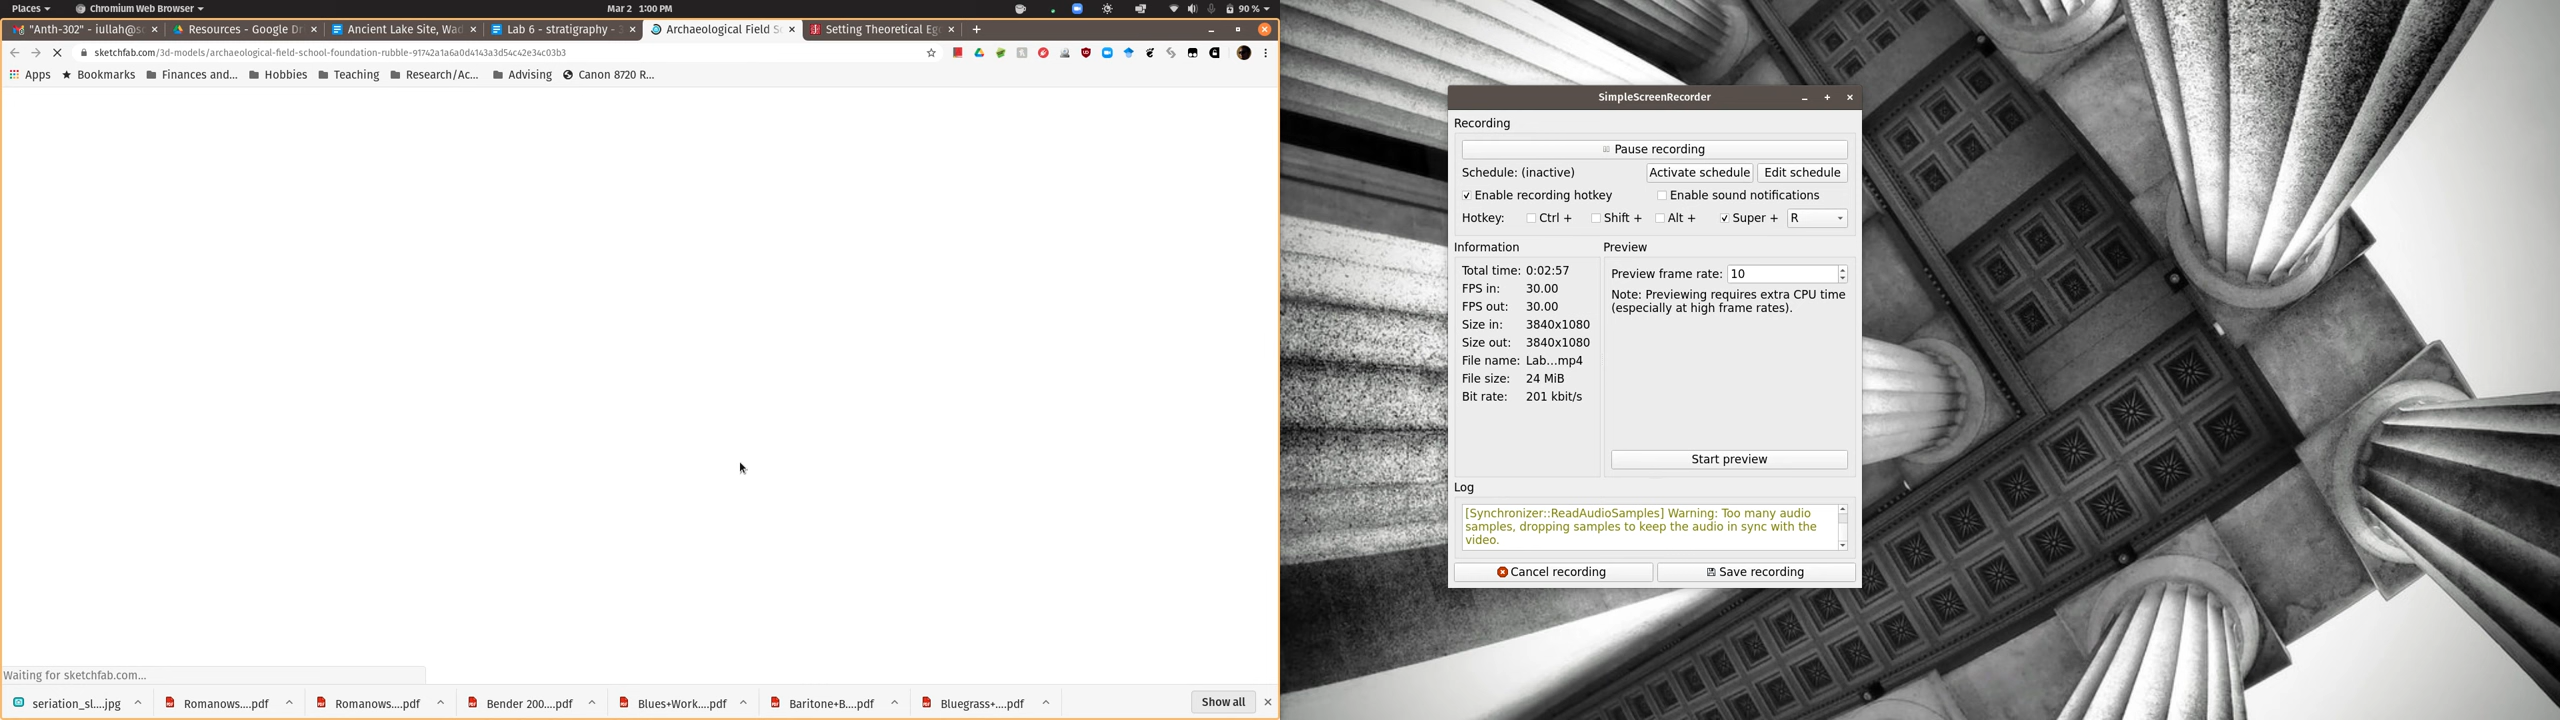 Places
Chromium Web Browser
Mar 2 1:00 PM
90 %
"Anth-302" - iullah@s
Resources - Google Dr
Ancient Lake Site, Wad
Lab 6 - stratigraphy - 
Archaeological Field S
Setting Theoretical Eg
sketchfab.com/3d-models/archaeological-field-school-foundation-rubble-91742a1a6a0d4143a3d54c42e34c03b3
Apps
Bookmarks
Finances and...
Hobbies
Teaching
Research/Ac...
Advising
Canon 8720 R...
Waiting for sketchfab.com...
seriation_sl....jpg
Romanows....pdf
Romanows....pdf
Bender 200....pdf
Blues+Work....pdf
Baritone+B....pdf
Bluegrass+....pdf
Show all
SimpleScreenRecorder
Recording
Pause recording
Schedule: (inactive)
Activate schedule
Edit schedule
Enable recording hotkey
Enable sound notifications
Hotkey: Ctrl + Shift + Alt + Super + R
Information
Total time: 0:02:57
FPS in: 30.00
FPS out: 30.00
Size in: 3840x1080
Size out: 3840x1080
File name: Lab...mp4
File size: 24 MiB
Bit rate: 201 kbit/s
Preview
Preview frame rate: 10
Note: Previewing requires extra CPU time
(especially at high frame rates).
Start preview
Log
[Synchronizer::ReadAudioSamples] Warning: Too many audio
samples, dropping samples to keep the audio in sync with the
video.
Cancel recording
Save recording